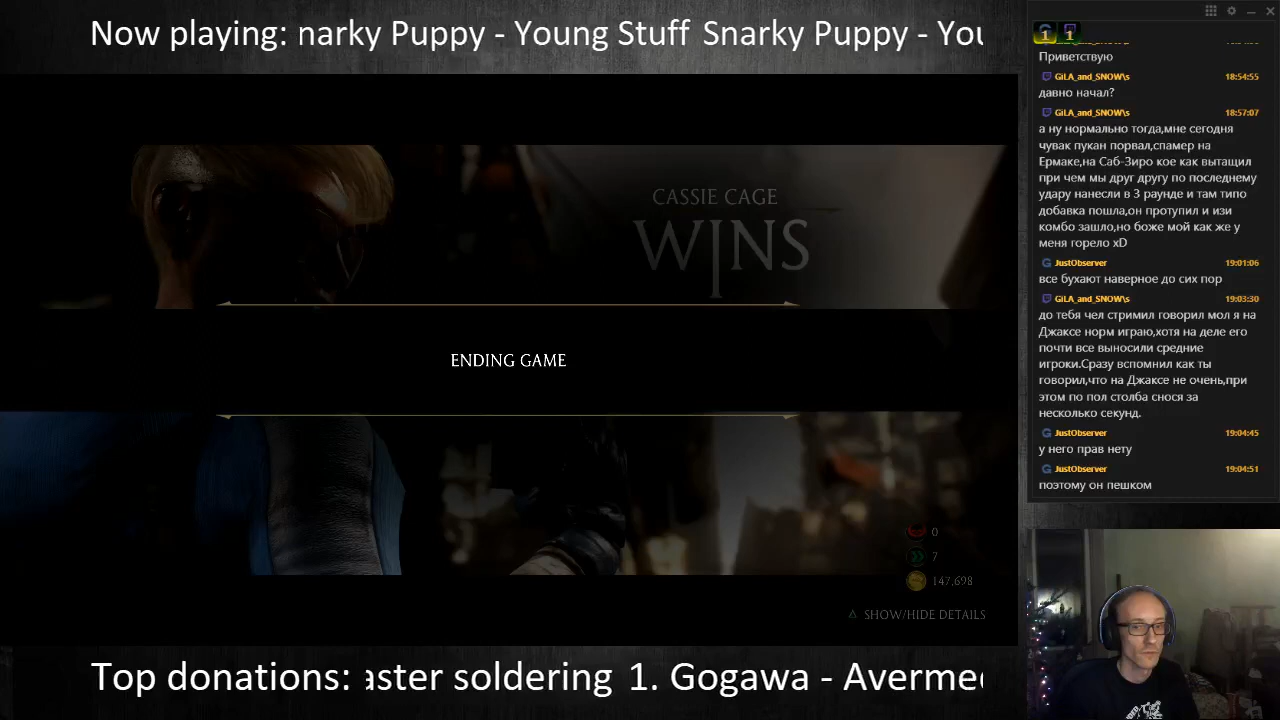 Now playing: narky Puppy - Young Stuff Snarky Puppy - You
1 1
Приветствую
GiLA_and_SNOW\s 18:54:55
давно начал?
GiLA_and_SNOW\s 18:57:07
а ну нормально тогда,мне сегодня
чувак пукан порвал,спамер на
Ермаке,на Саб-Зиро кое как вытащил
при чем мы друг другу по последнему
удару нанесли в 3 раунде и там типо
добавка пошла,он протупил и изи
комбо зашло,но боже мой как же у
меня горело xD
JustObserver 19:01:06
все бухают наверное до сих пор
GiLA_and_SNOW\s 19:03:30
до тебя чел стримил говорил мол я на
Джаксе норм играю,хотя на деле его
почти все выносили средние
игроки.Сразу вспомнил как ты
говорил,что на Джаксе не очень,при
этом по пол столба снося за
несколько секунд.
JustObserver 19:04:45
у него прав нету
JustObserver 19:04:51
поэтому он пешком
CASSIE CAGE
WINS
ENDING GAME
0
7
147,698
SHOW/HIDE DETAILS
Top donations: aster soldering 1. Gogawa - Avermed